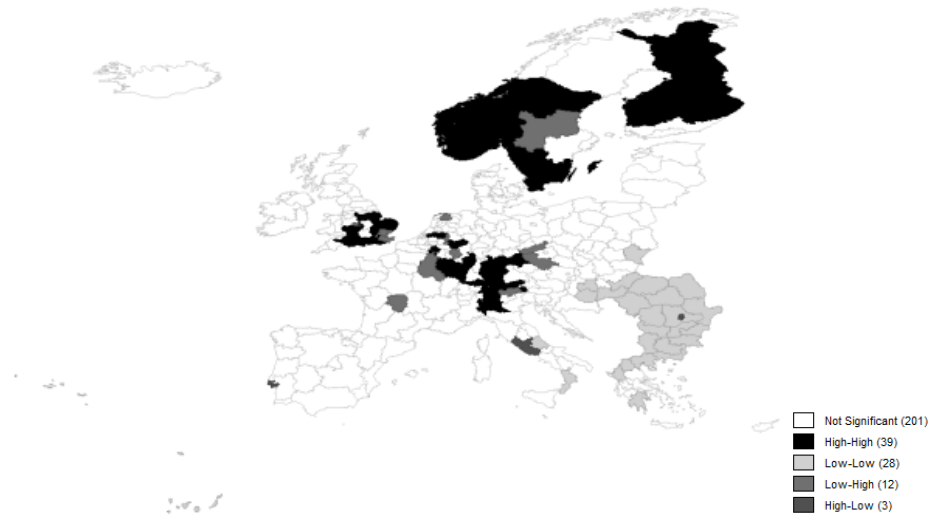 Not Significant (201)
High-High (39)
Low-Low (28)
Low-High (12)
High-Low (3)